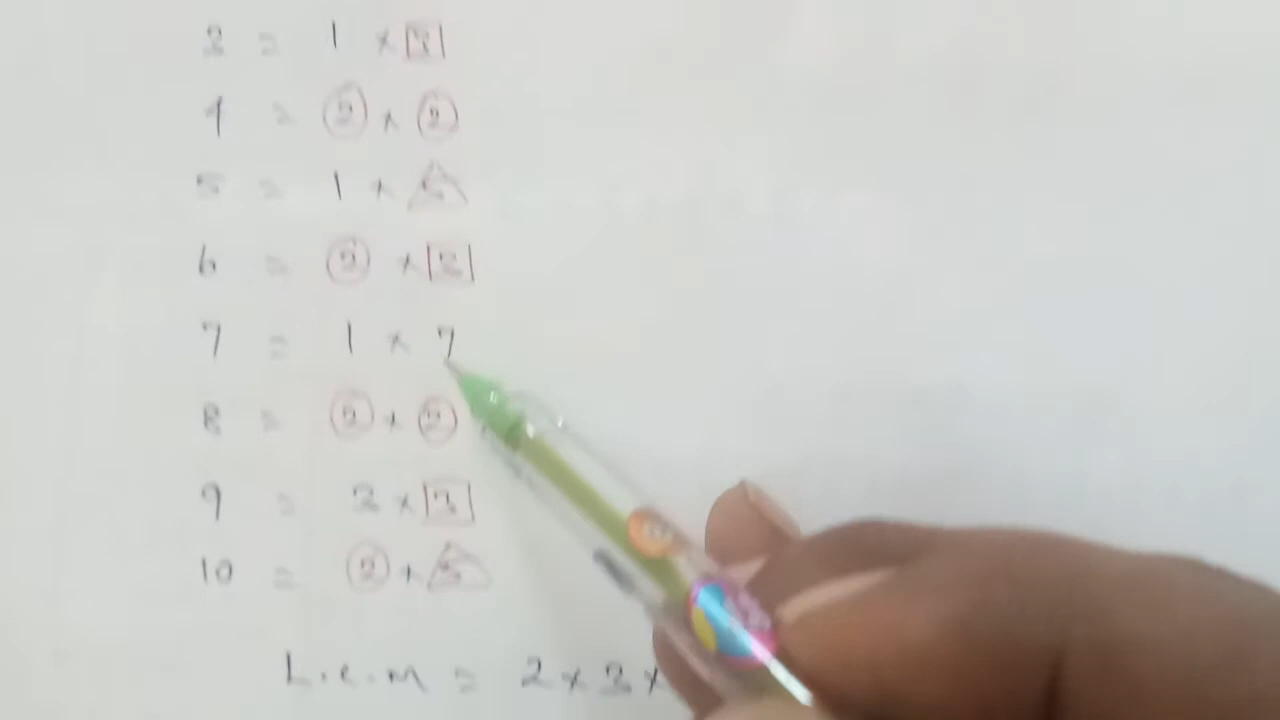 3 = 1 × 3
4 = 2 × 2
5 = 1 × 5
6 = 2 × 3
7 = 1 × 7
8 = 2 × 2
9 = 3 × 3
10 = 2 × 5
L.C.M = 2 × 3 ×